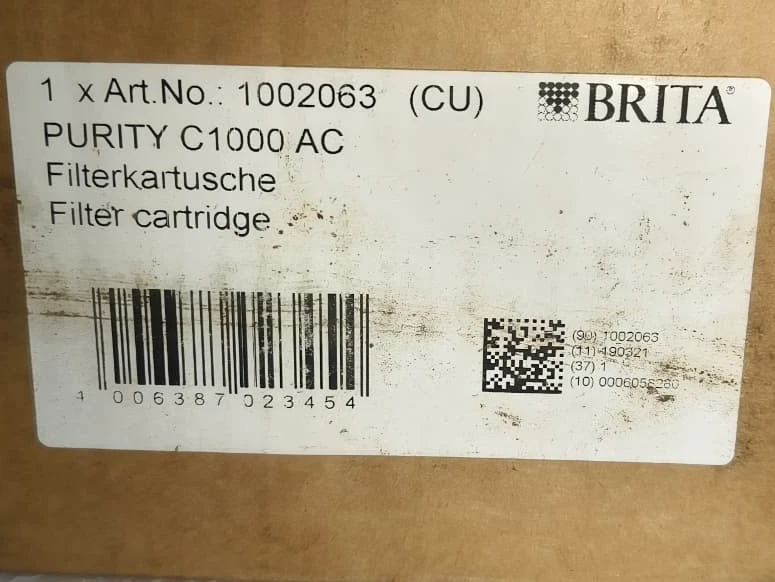 1 x Art.No.: 1002063 (CU)
BRITA®
PURITY C1000 AC
Filterkartusche
Filter cartridge
4 006387 023454
(90) 1002063
(11) 190321
(37) 1
(10) 0006058260